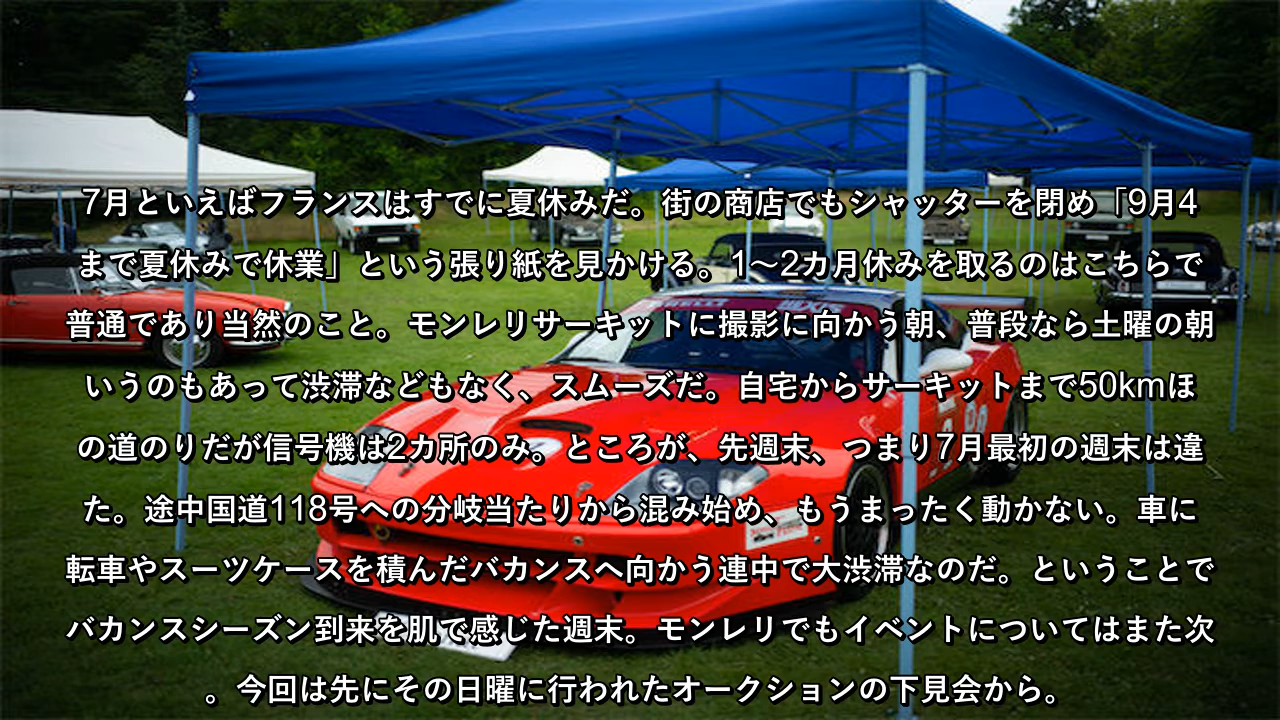 7月といえばフランスはすでに夏休みだ。街の商店でもシャッターを閉め「9月4
まで夏休みで休業」という張り紙を見かける。1〜2カ月休みを取るのはこちらで
普通であり当然のこと。モンレリサーキットに撮影に向かう朝、普段なら土曜の朝
いうのもあって渋滞などもなく、スムーズだ。自宅からサーキットまで50kmほ
の道のりだが信号機は2カ所のみ。ところが、先週末、つまり7月最初の週末は違
た。途中国道118号への分岐当たりから混み始め、もうまったく動かない。車に
転車やスーツケースを積んだバカンスへ向かう連中で大渋滞なのだ。ということで
バカンスシーズン到来を肌で感じた週末。モンレリでもイベントについてはまた次
。今回は先にその日曜に行われたオークションの下見会から。